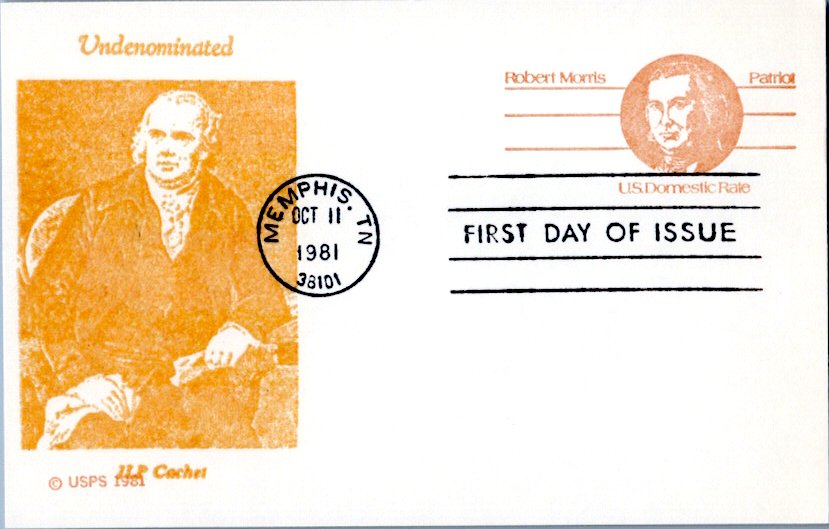 Undenominated
Robert Morris
Patriot
U.S. Domestic Rate
MEMPHIS, TN
OCT 11
1981
38101
FIRST DAY OF ISSUE
Cachet
© USPS 1981